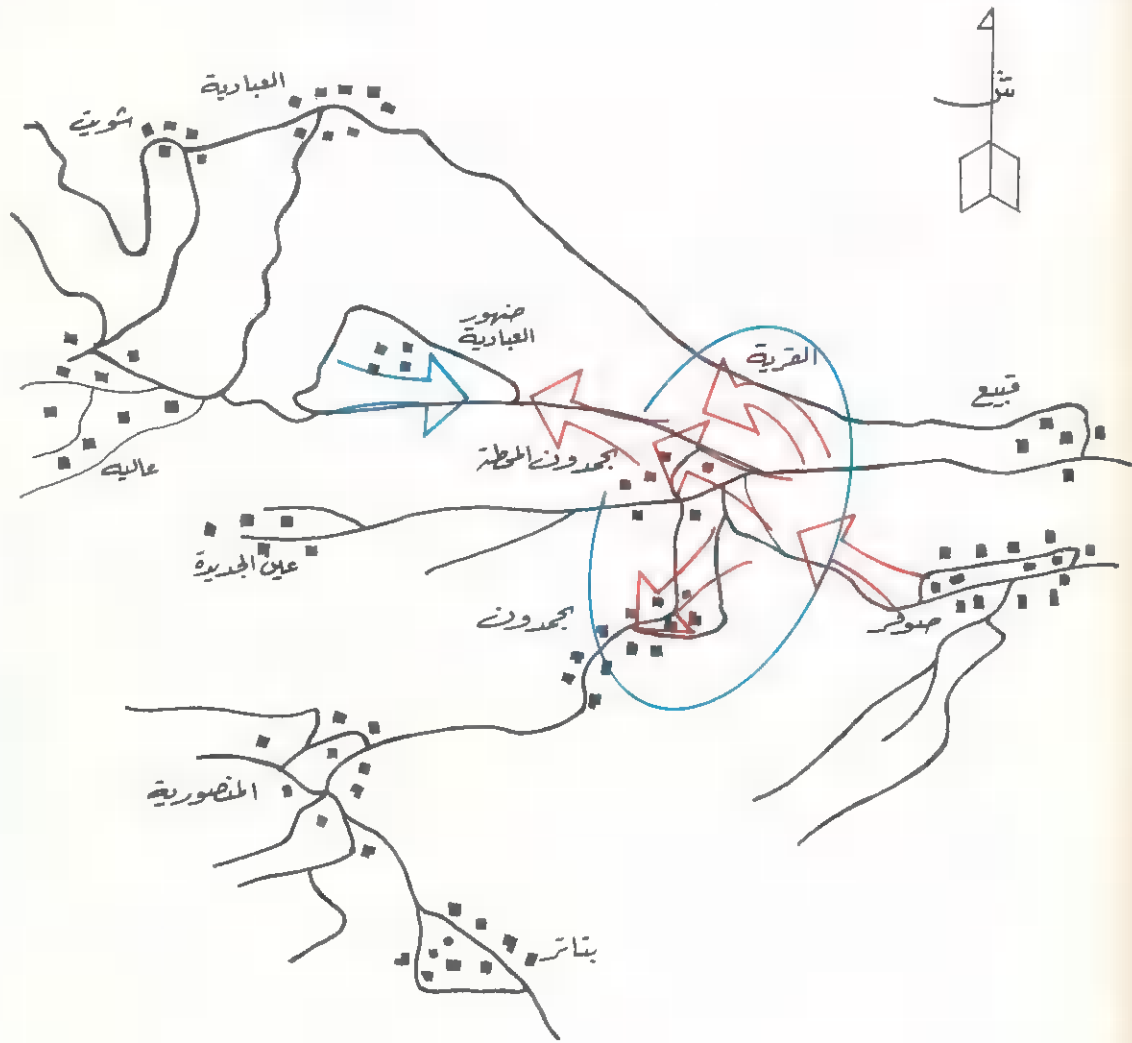 ش
العبادية
شويت
ضهور
العبادية
القرية
قبيع
بحمدون المحطة
عاليه
عين الجديدة
صوفر
بحمدون
المنصورية
بتاتر